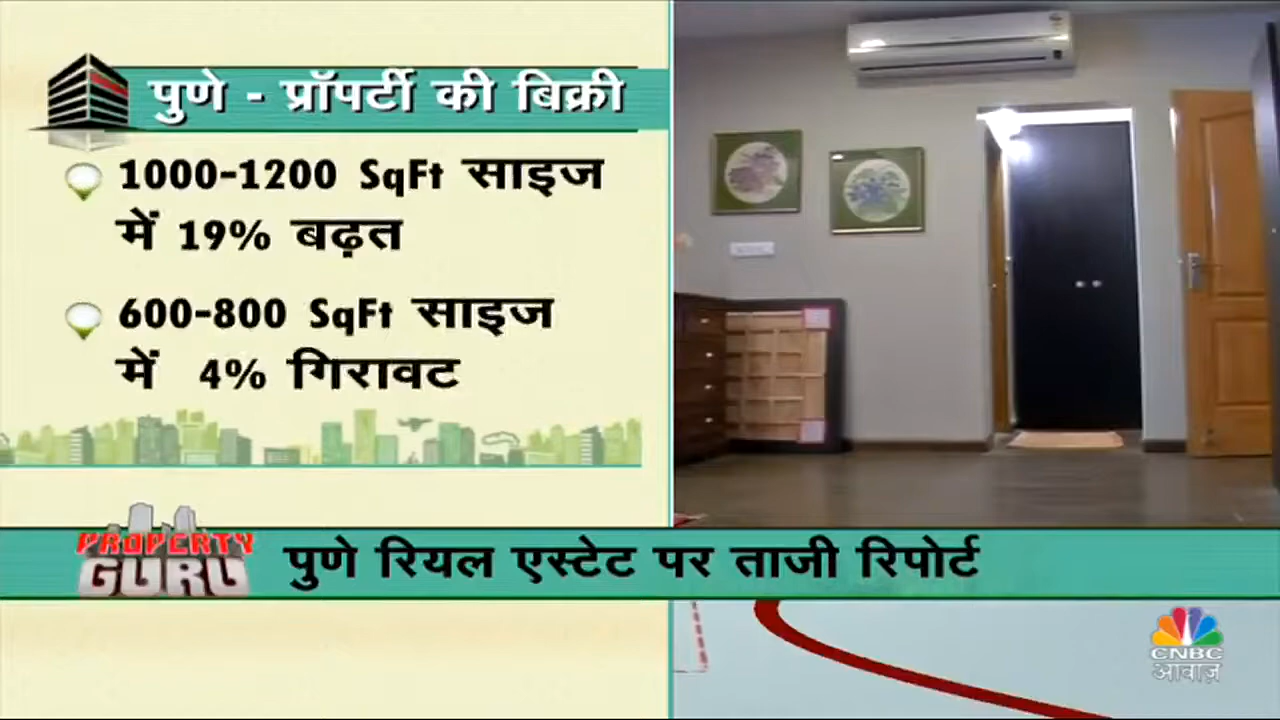 पुणे - प्रॉपर्टी की बिक्री
1000-1200 SqFt साइज
में 19% बढ़त
600-800 SqFt साइज
में 4% गिरावट
PROPERTY
GURU
पुणे रियल एस्टेट पर ताजी रिपोर्ट
CNBC
आवाज़